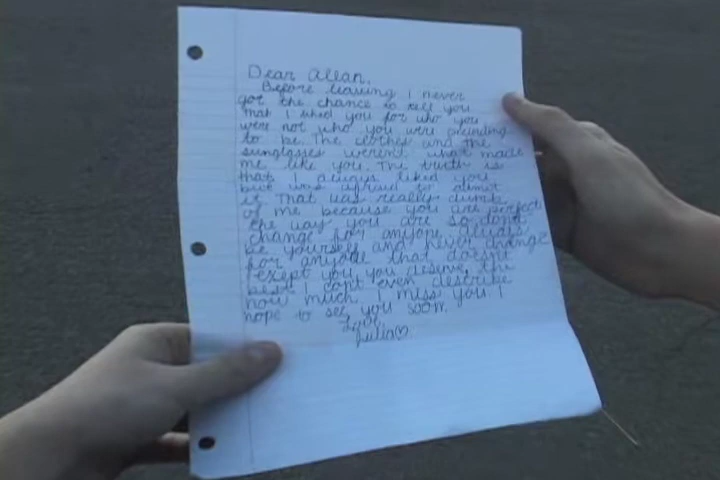 Dear Allan,
Before leaving I never
got the chance to tell you
that I liked you for who you
were not who you were pretending
to be. The clothes and the
sunglasses weren't what made
me like you. The truth is
that I always liked you
but was afraid to admit
it. That was really dumb
of me because you are perfect
the way you are so don't
change for anyone always
be yourself and never change
for anyone that doesn't
exept you, you deserve the
best I can't even describe
how much I miss you. I
hope to see you soon.
Love,
Julia♡